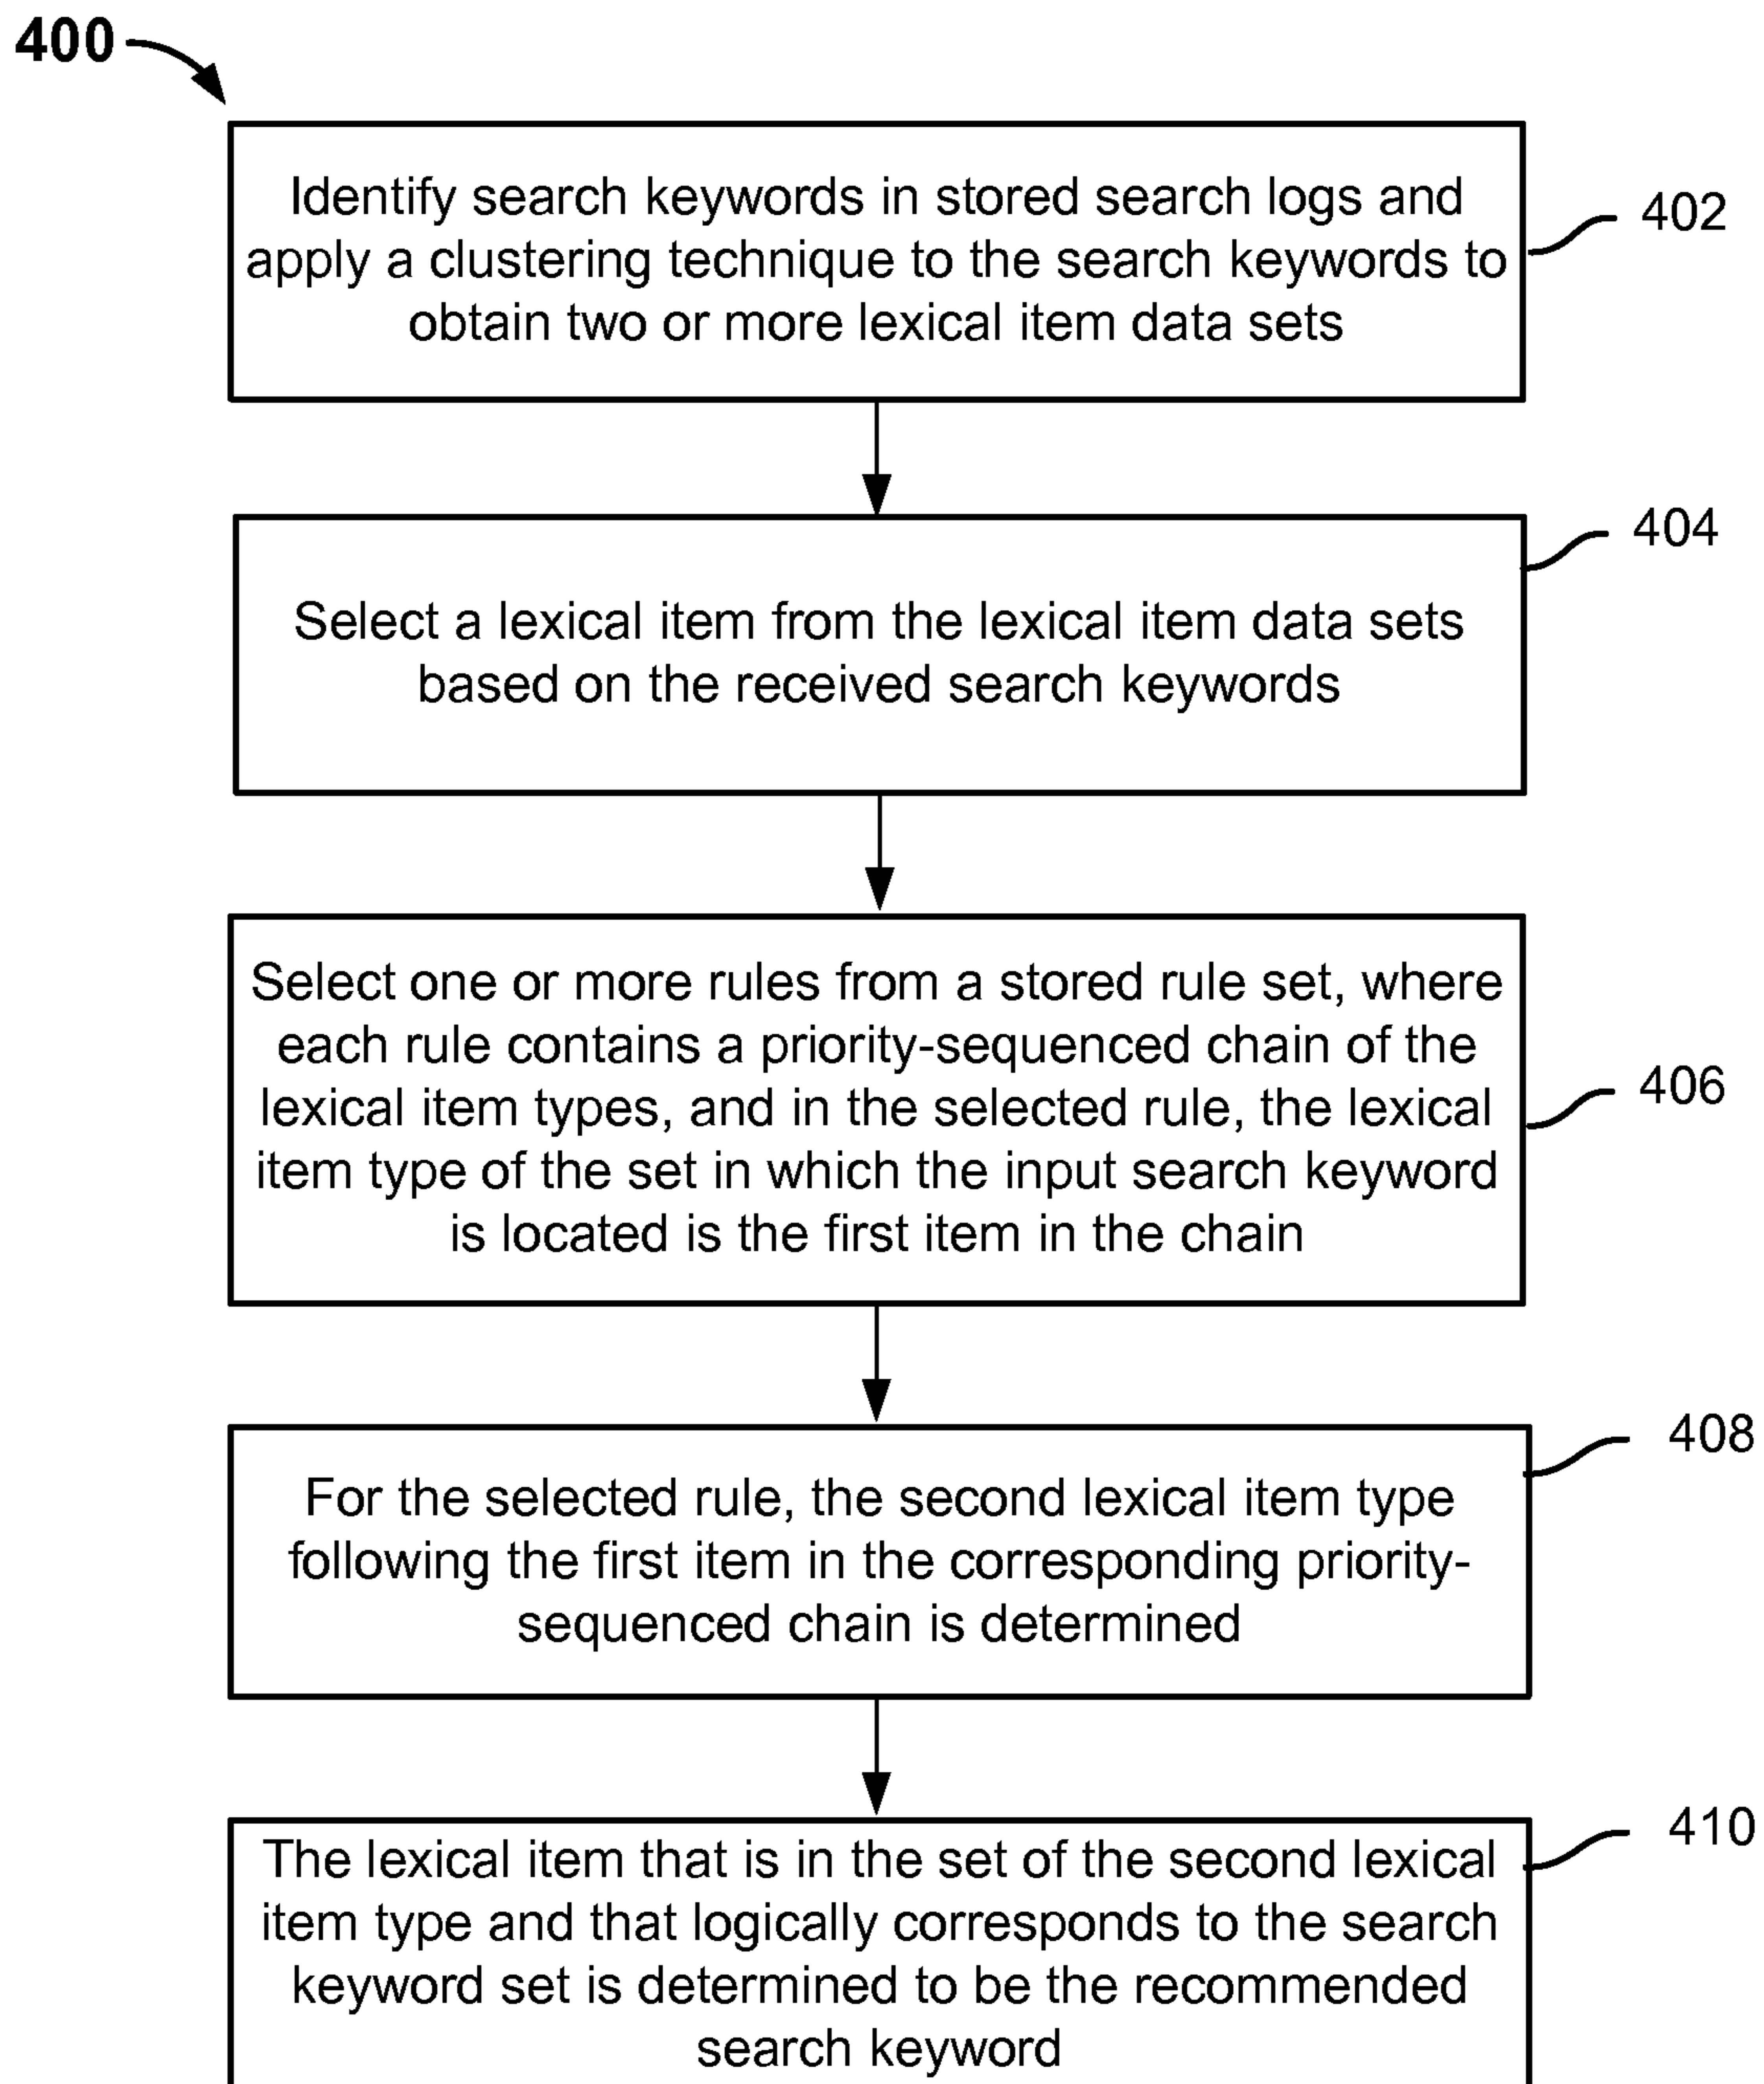 400
Identify search keywords in stored search logs and
apply a clustering technique to the search keywords to
obtain two or more lexical item data sets
402
Select a lexical item from the lexical item data sets
based on the received search keywords
404
Select one or more rules from a stored rule set, where
each rule contains a priority-sequenced chain of the
lexical item types, and in the selected rule, the lexical
item type of the set in which the input search keyword
is located is the first item in the chain
406
For the selected rule, the second lexical item type
following the first item in the corresponding priority-
sequenced chain is determined
408
The lexical item that is in the set of the second lexical
item type and that logically corresponds to the search
keyword set is determined to be the recommended
search keyword
410